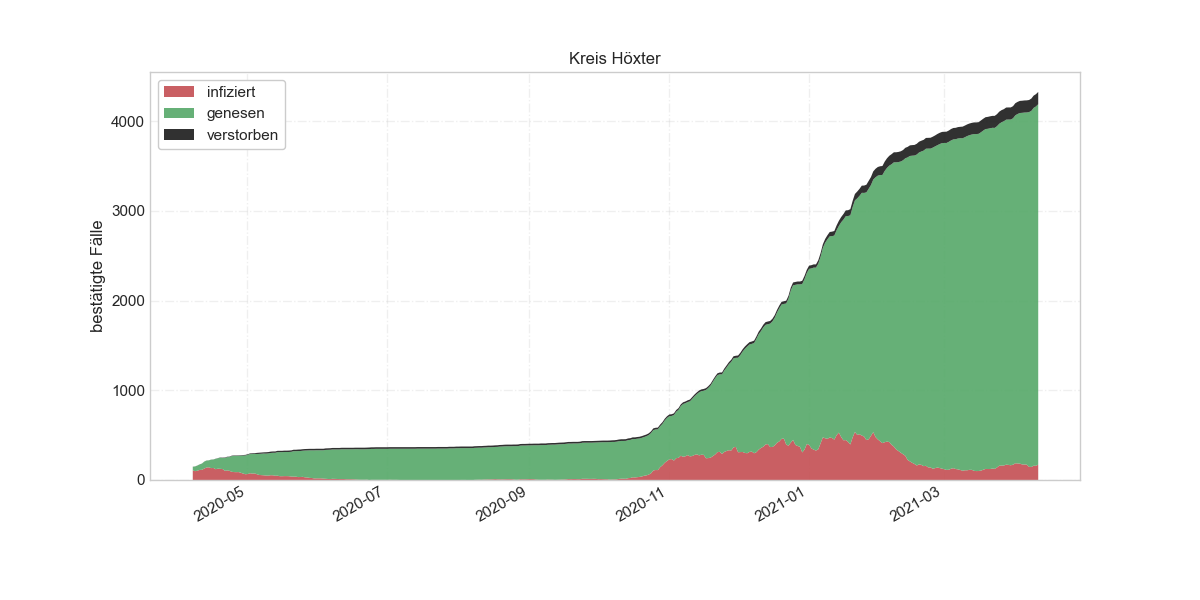 Kreis Höxter
infiziert
genesen
verstorben
bestätigte Fälle
4000
3000
2000
1000
0
2020-05
2020-07
2020-09
2020-11
2021-01
2021-03